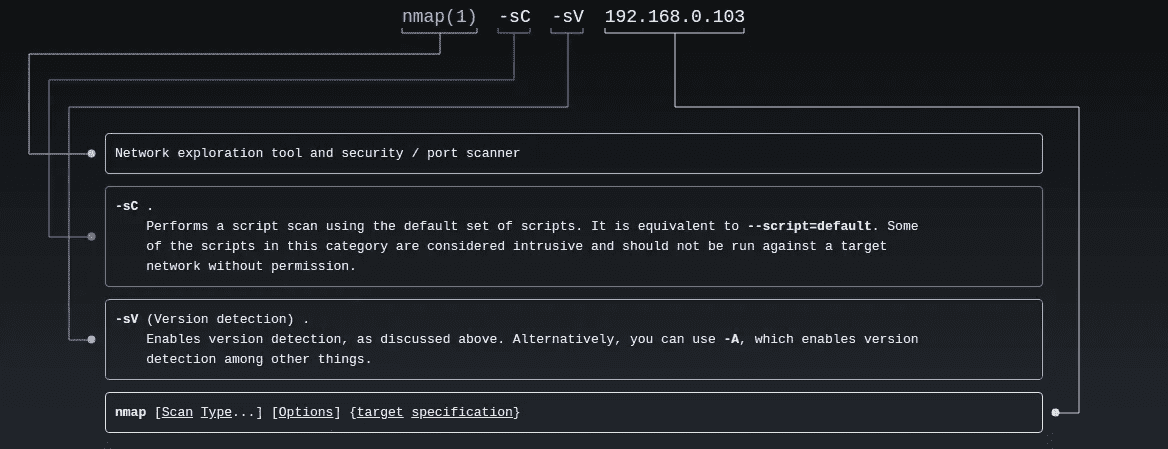 nmap(1) -sC -sV 192.168.0.103
Network exploration tool and security / port scanner
-sC .
Performs a script scan using the default set of scripts. It is equivalent to --script=default. Some
of the scripts in this category are considered intrusive and should not be run against a target
network without permission.
-sV (Version detection) .
Enables version detection, as discussed above. Alternatively, you can use -A, which enables version
detection among other things.
nmap [Scan Type...] [Options] {target specification}